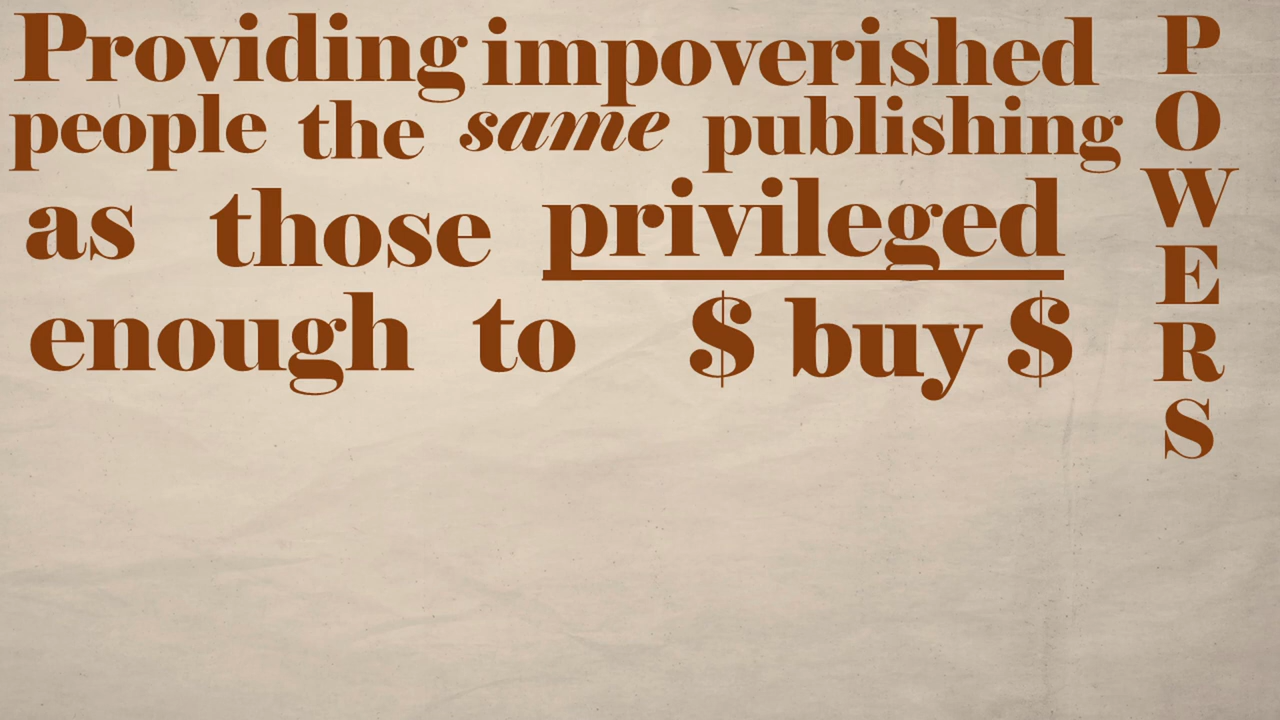 Providing impoverished
people the same publishing
POWERS
as those privileged
enough to $ buy $